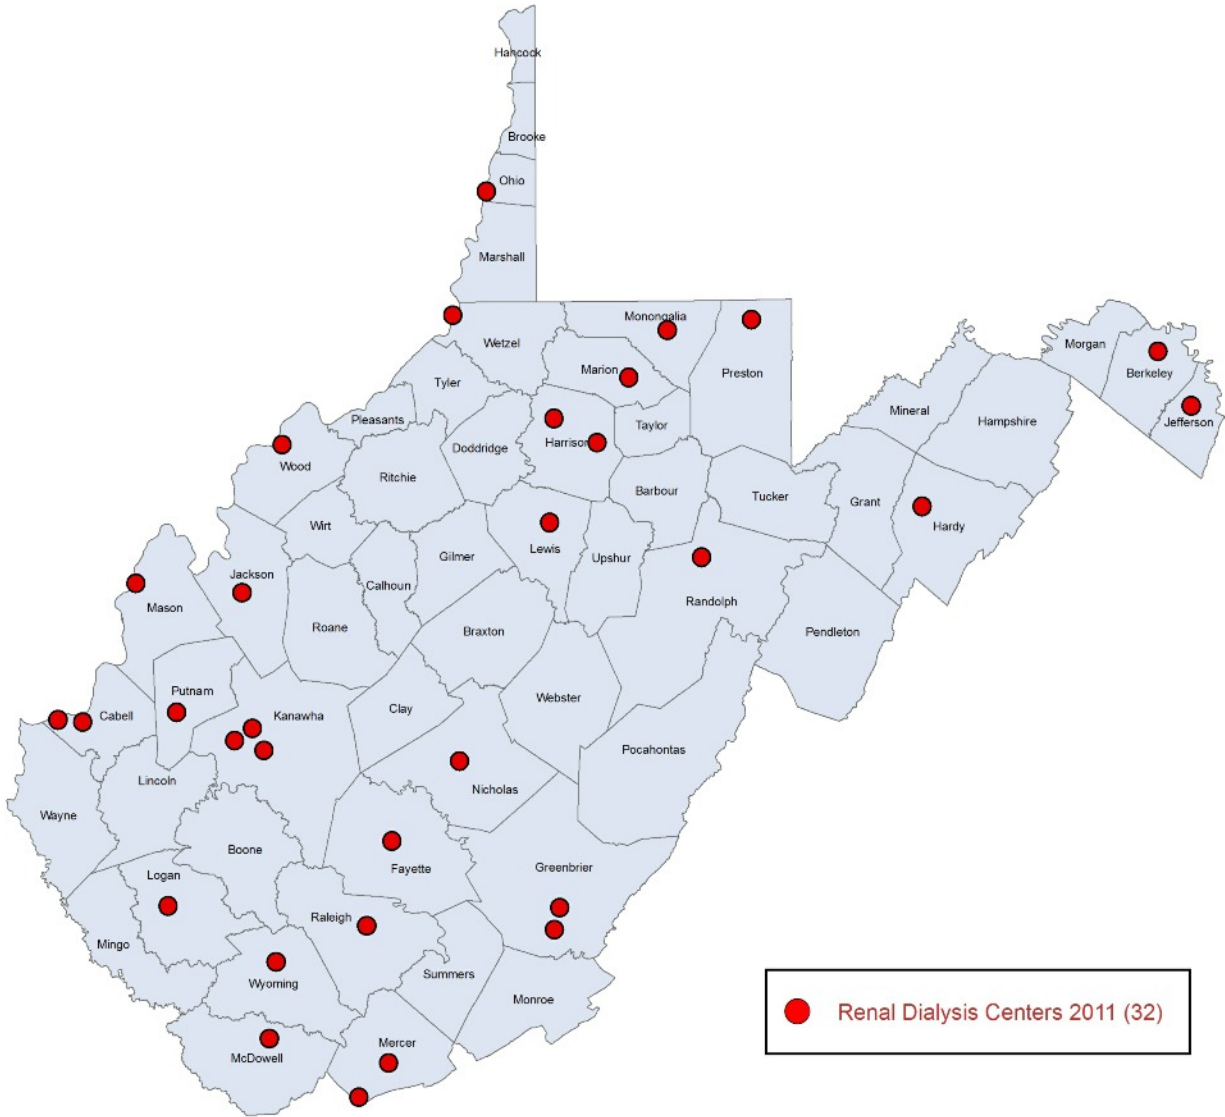 Hancock
Brooke
Ohio
Marshall
Monongalia
Wetzel
Morgan
Marion
Preston
Berkeley
Tyler
Mineral
Pleasants
Hampshire
Jefferson
Taylor
Harrison
Doddridge
Wood
Ritchie
Barbour
Tucker
Grant
Wirt
Hardy
Lewis
Gilmer
Upshur
Jackson
Calhoun
Randolph
Mason
Roane
Braxton
Pendleton
Putnam
Webster
Clay
Cabell
Kanawha
Pocahontas
Lincoln
Nicholas
Wayne
Boone
Greenbrier
Fayette
Logan
Raleigh
Mingo
Summers
Wyoming
Monroe
Renal Dialysis Centers 2011 (32)
Mercer
McDowell